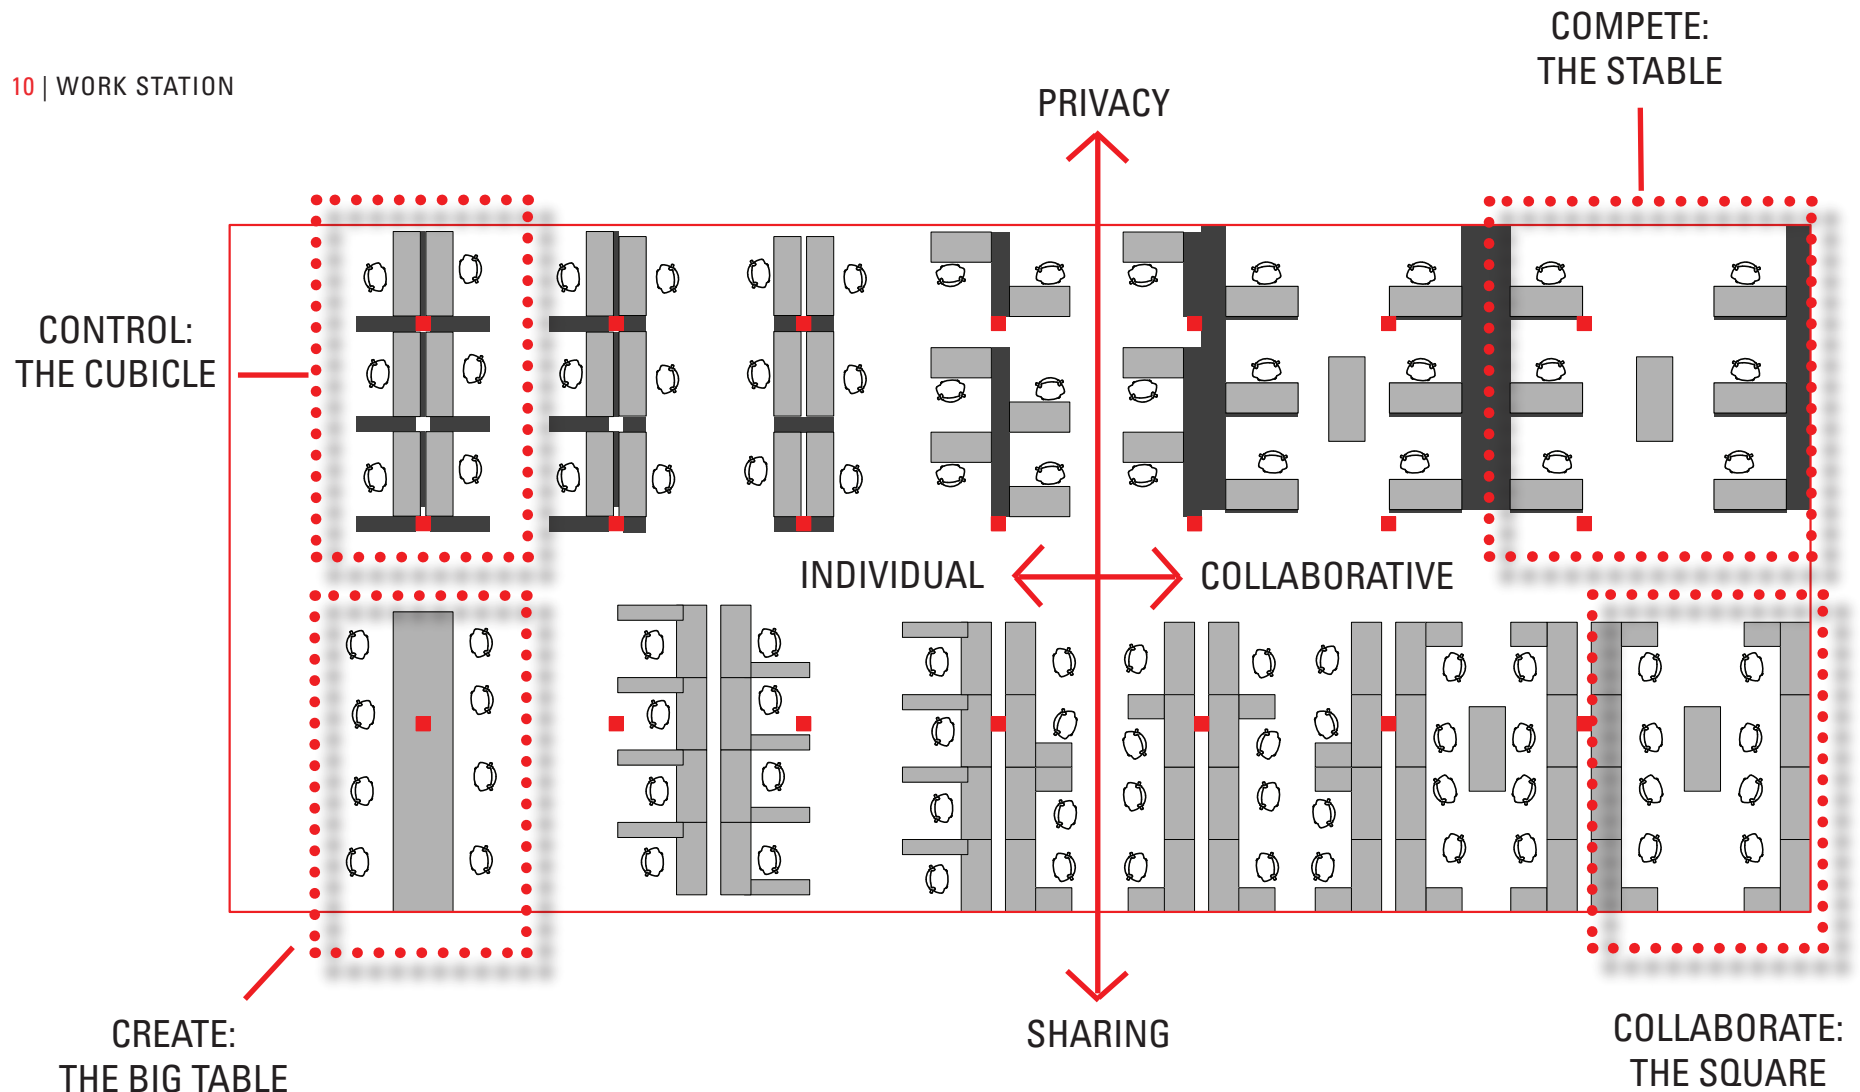 10 | WORK STATION
COMPETE:
THE STABLE
PRIVACY
CONTROL:
THE CUBICLE
INDIVIDUAL
COLLABORATIVE
CREATE:
THE BIG TABLE
SHARING
COLLABORATE:
THE SQUARE